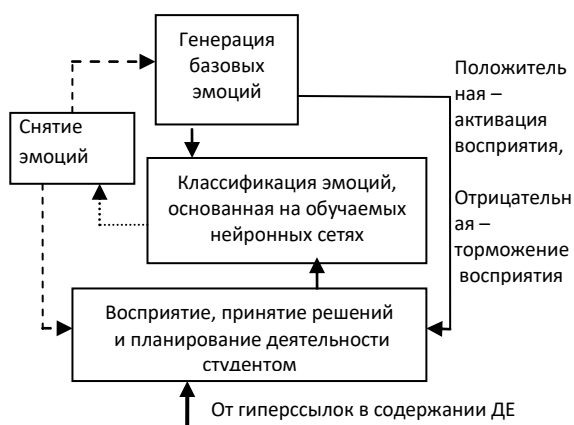 Генерация
базовых
эмоций
Положитель
ная –
активация
восприятия,
Отрицательн
ая –
торможение
восприятия
Снятие
эмоций
Классификация эмоций,
основанная на обучаемых
нейронных сетях
Восприятие, принятие решений
и планирование деятельности
студентом
От гиперссылок в содержании ДЕ